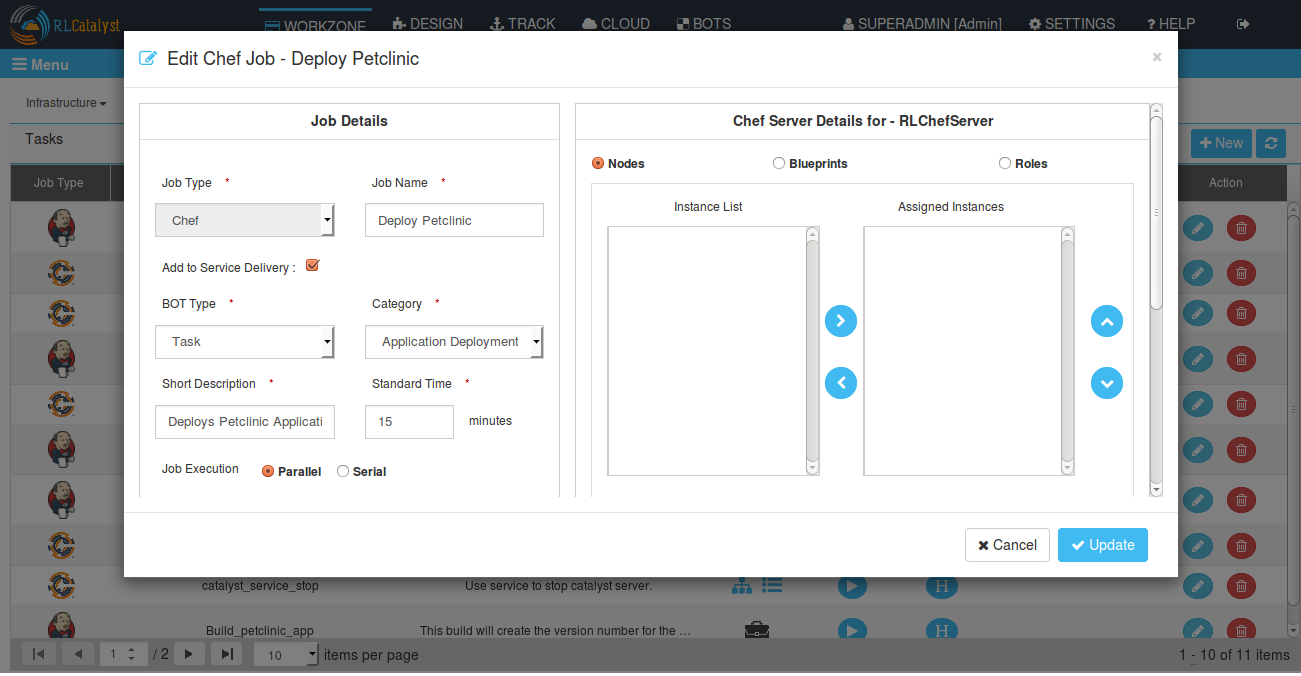 RLCatalyst
WORKZONE
DESIGN
TRACK
CLOUD
BOTS
SUPERADMIN [Admin]
SETTINGS
? HELP
Menu
Edit Chef Job - Deploy Petclinic
×
Infrastructure
Tasks
New
Job Type
Action
Job Details
Job Type *
Job Name *
Chef
Deploy Petclinic
Add to Service Delivery :
BOT Type *
Category *
Task
Application Deployment
Short Description *
Standard Time *
Deploys Petclinic Applicati
15
minutes
Job Execution
Parallel
Serial
Chef Server Details for - RLChefServer
Nodes
Blueprints
Roles
Instance List
Assigned Instances
Cancel
Update
catalyst_service_stop
Use service to stop catalyst server.
H
Build_petclinic_app
This build will create the version number for the ...
H
1
/ 2
10
items per page
1 - 10 of 11 items